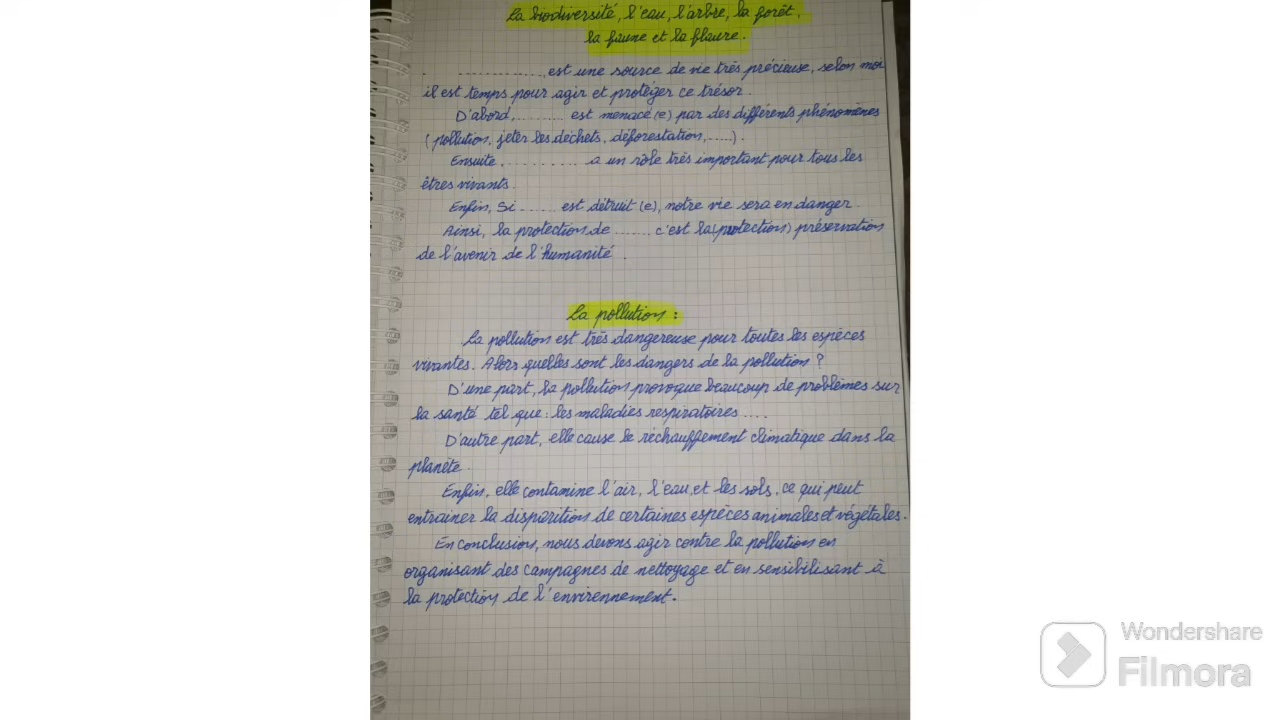 La biodiversité, l'eau, l'arbre, la forêt,
la faune et la flaure.
. ............., est une source de vie très précieuse, selon moi
il est temps pour agir et protéger ce trésor.
D'abord, ........ est menacé(e) par des différents phénomènes
(pollution, jeter les déchets, déforestation, .....).
Ensuite, .......... a un rôle très important pour tous les
êtres vivants.
Enfin, Si ..... est détruit (e), notre vie sera en danger.
Ainsi, la protection de ...... c'est la (protection) préservation
de l'avenir de l'humanité.
La pollution :
La pollution est très dangereuse pour toutes les espèces
vivantes. Alors quelles sont les dangers de la pollution ?
D'une part, la pollution provoque beaucoup de problèmes sur
la santé tel que : les maladies respiratoires ....
D'autre part, elle cause le réchauffement climatique dans la
planète.
Enfin, elle contamine l'air, l'eau, et les sols, ce qui peut
entrainer la disparition de certaines espèces animales et végétales.
En conclusion, nous devons agir contre la pollution en
organisant des campagnes de nettoyage et en sensibilisant à
la protection de l'envirennement.
Wondershare
Filmora